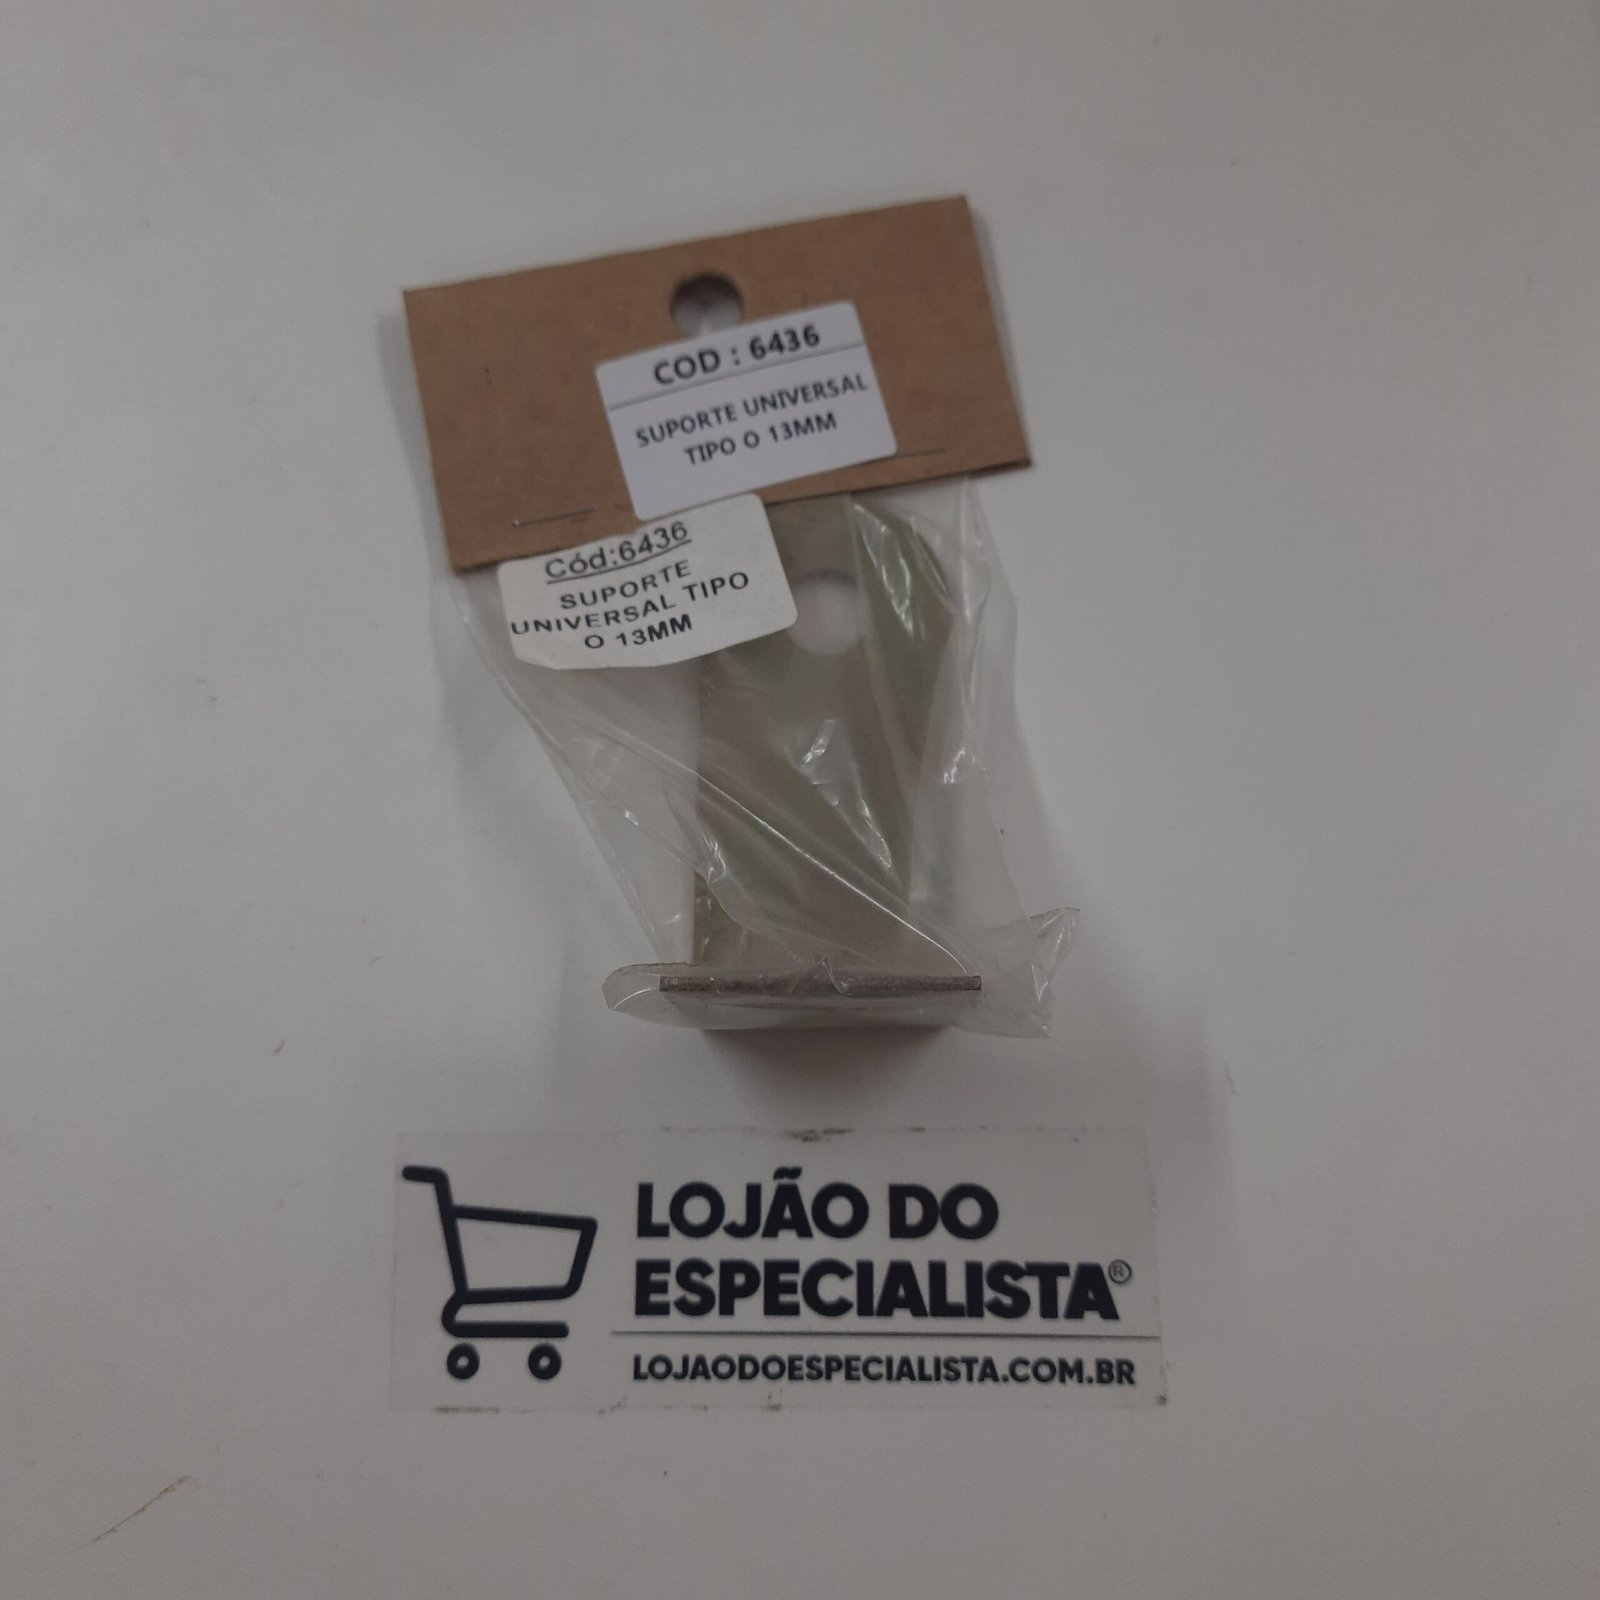 COD : 6436
SUPORTE UNIVERSAL
TIPO O 13MM
Cód:6436
SUPORTE
UNIVERSAL TIPO
O 13MM
LOJÃO DO
ESPECIALISTA®
LOJAODOESPECIALISTA.COM.BR